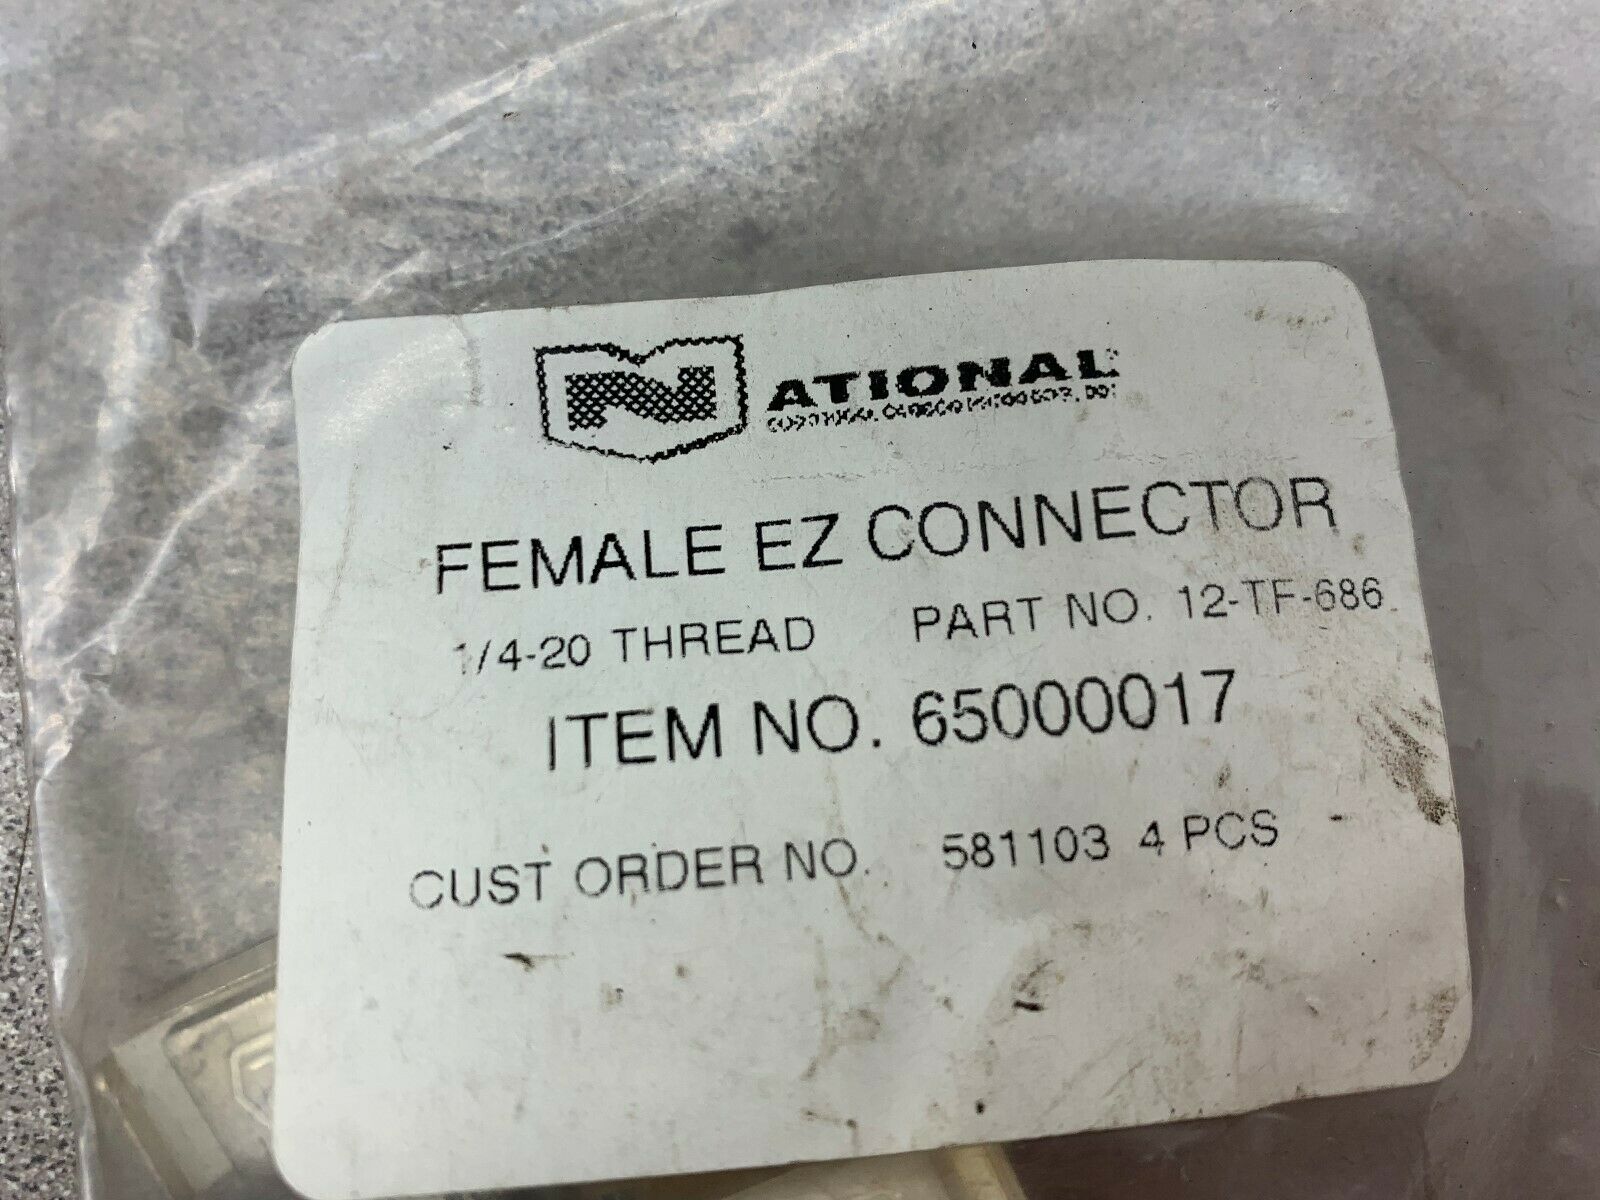 NATIONAL
FEMALE EZ CONNECTOR
1/4-20 THREAD PART NO. 12-TF-686
ITEM NO. 65000017
CUST ORDER NO. 581103 4 PCS